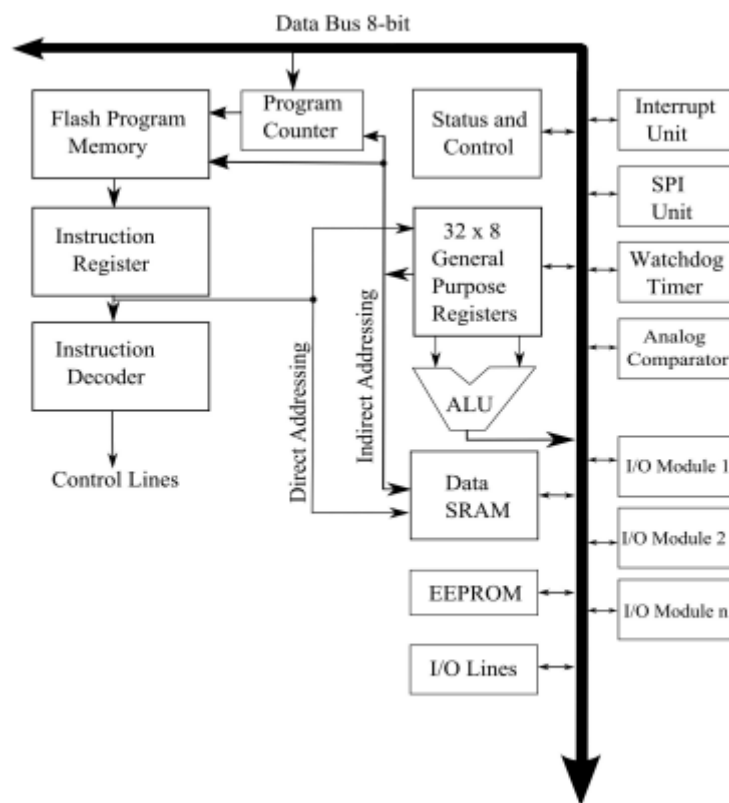 Data Bus 8-bit
Flash Program
Memory
Program
Counter
Status and
Control
Interrupt
Unit
SPI
Unit
Instruction
Register
32 x 8
General
Purpose
Registers
Watchdog
Timer
Instruction
Decoder
Analog
Comparator
Direct Addressing
Indirect Addressing
ALU
Control Lines
Data
SRAM
I/O Module 1
I/O Module 2
EEPROM
I/O Module n
I/O Lines